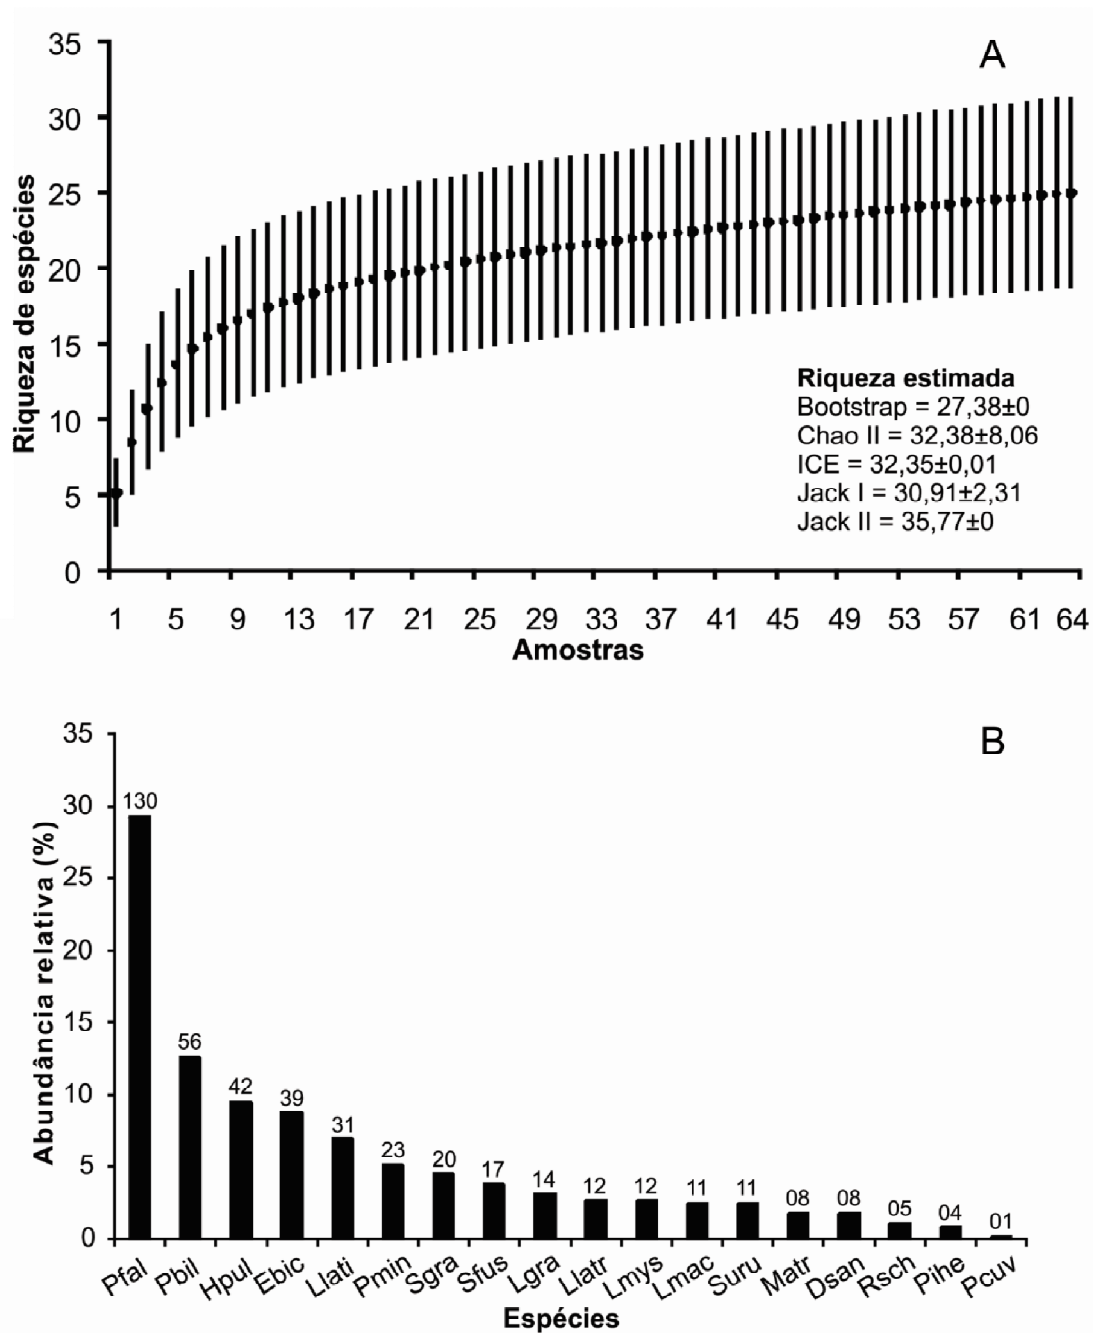 A
35
30
25
20
15
10
5
0
Riqueza de espécies
Riqueza estimada
Bootstrap = 27,38±0
Chao II = 32,38±8,06
ICE = 32,35±0,01
Jack I = 30,91±2,31
Jack II = 35,77±0
1 5 9 13 17 21 25 29 33 37 41 45 49 53 57 61 64
Amostras
B
35
30
25
20
15
10
5
0
Abundância relativa (%)
130 56 42 39 31 23 20 17 14 12 12 11 11 08 08 05 04 01
Pfal Pbil Hpul Ebic Llati Pmin Sgra Sfus Lgra Llatr Lmys Lmac Suru Matr Dsan Rsch Pihe Pcuv
Espécies